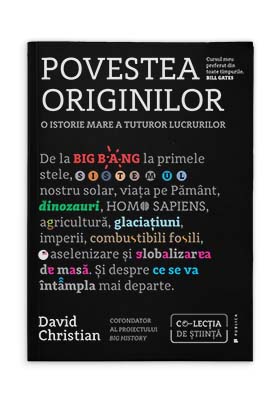 Cursul meu
preferat din
toate timpurile.
BILL GATES
POVESTEA
ORIGINILOR
O ISTORIE MARE A TUTUROR LUCRURILOR
De la BIG BANG la primele
stele, SISTEMUL
nostru solar, viața pe Pământ,
dinozauri, HOMO SAPIENS,
agricultură, glaciațiuni,
imperii, combustibili fosili,
aselenizare și globalizarea
de masă. Și despre ce se va
întâmpla mai departe.
David
Christian
COFONDATOR
AL PROIECTULUI
BIG HISTORY
CO-LECȚIA
DE ȘTIINȚĂ
PUBLICA